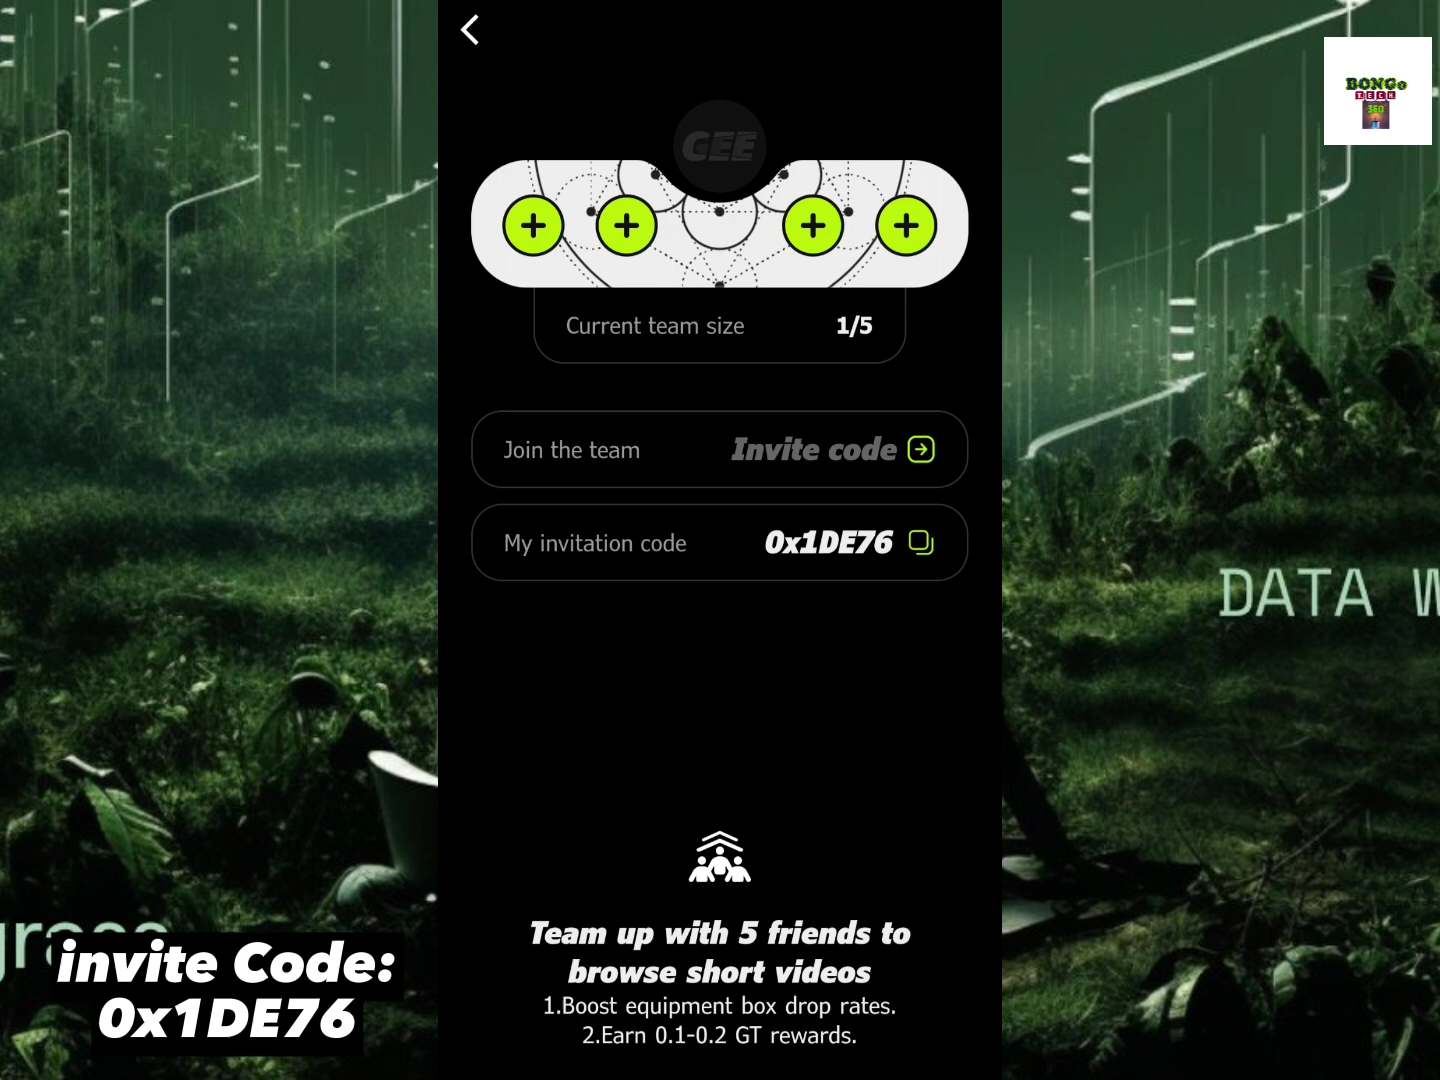 GEE
BONGo
TECH
360
Current team size 1/5
Join the team Invite code
My invitation code 0x1DE76
DATA W
Team up with 5 friends to
browse short videos
1.Boost equipment box drop rates.
2.Earn 0.1-0.2 GT rewards.
invite Code:
0x1DE76